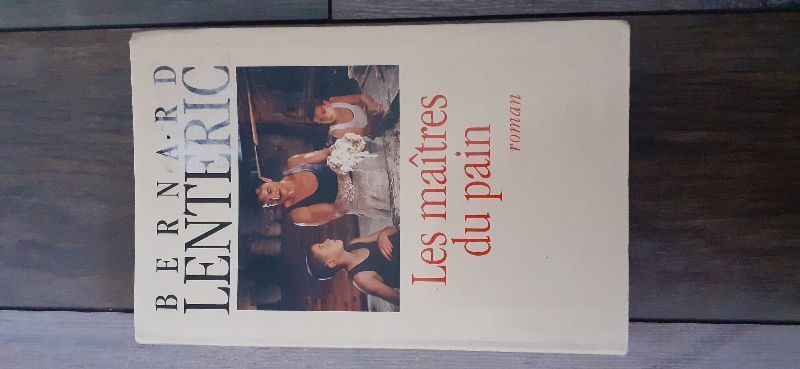 BERNARD
LENTERIC
Les maîtres
du pain
roman